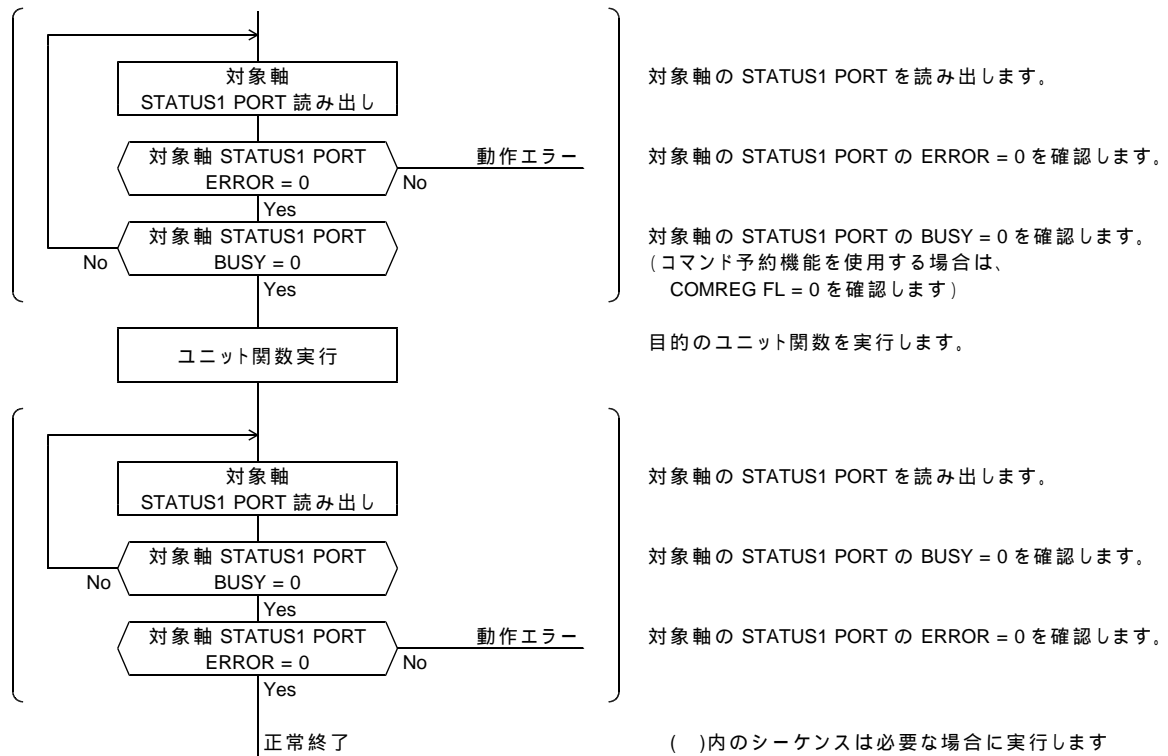 対象軸
STATUS1 PORT 読み出し
対象軸の STATUS1 PORT を読み出します。
対象軸 STATUS1 PORT
ERROR = 0
動作エラー
No
Yes
対象軸の STATUS1 PORT の ERROR = 0 を確認します。
対象軸 STATUS1 PORT
BUSY = 0
No
Yes
対象軸の STATUS1 PORT の BUSY = 0 を確認します。
(コマンド予約機能を使用する場合は、
COMREG FL = 0 を確認します)
ユニット関数実行
目的のユニット関数を実行します。
対象軸
STATUS1 PORT 読み出し
対象軸の STATUS1 PORT を読み出します。
対象軸 STATUS1 PORT
BUSY = 0
No
Yes
対象軸の STATUS1 PORT の BUSY = 0 を確認します。
対象軸 STATUS1 PORT
ERROR = 0
動作エラー
No
Yes
対象軸の STATUS1 PORT の ERROR = 0 を確認します。
正常終了
( )内のシーケンスは必要な場合に実行します